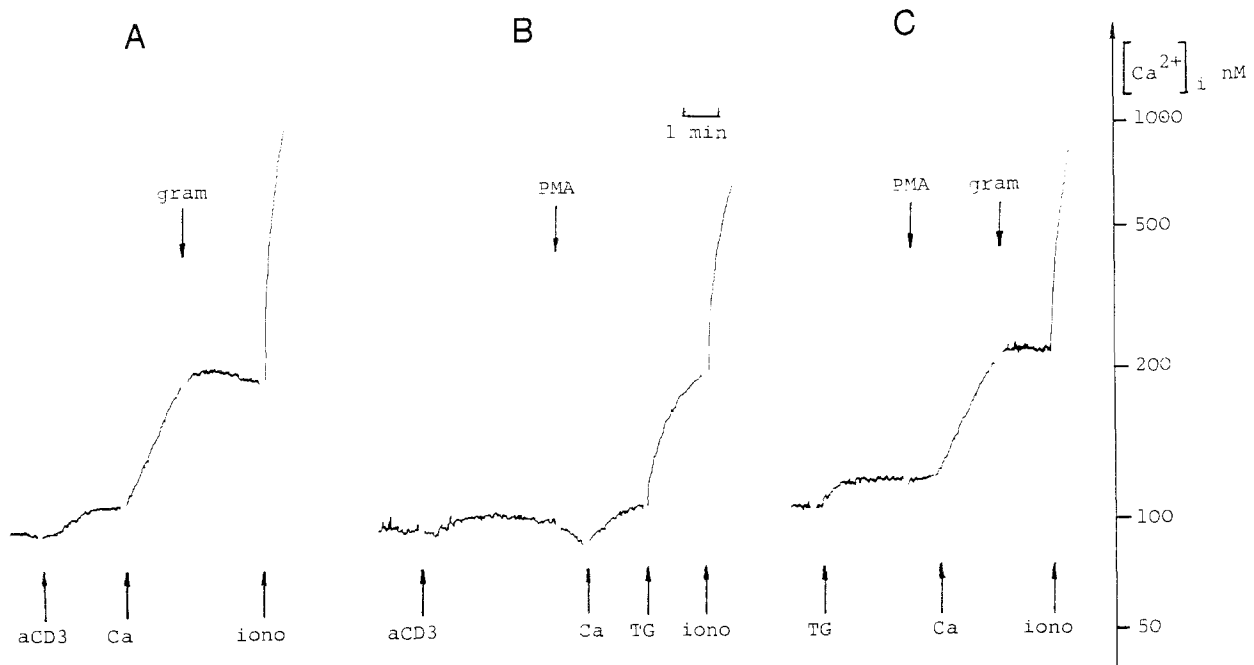 A
B
C
[Ca2+]i nM
1000
1 min
gram
PMA
PMA
gram
500
200
100
aCD3
Ca
iono
aCD3
Ca
TG
iono
TG
Ca
iono
50